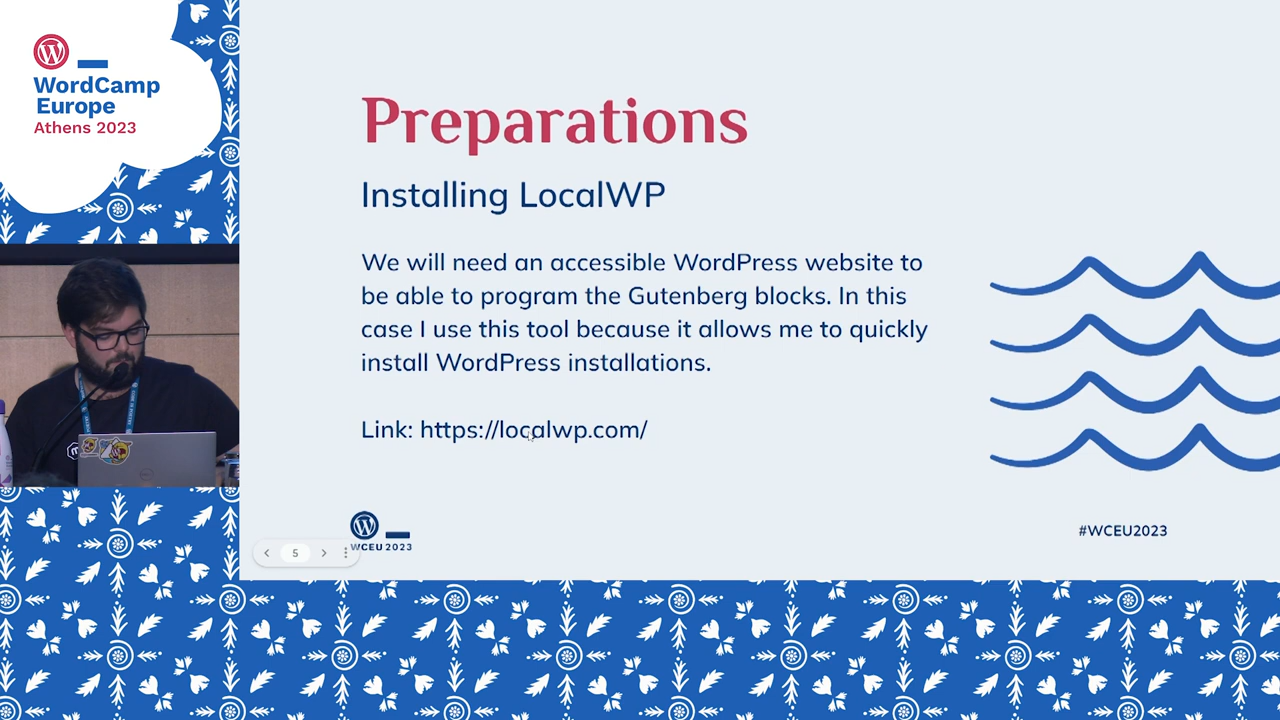 WordCamp
Europe
Athens 2023
Preparations
Installing LocalWP
We will need an accessible WordPress website to
be able to program the Gutenberg blocks. In this
case I use this tool because it allows me to quickly
install WordPress installations.
Link: https://localwp.com/
WCEU 2023
#WCEU2023
5